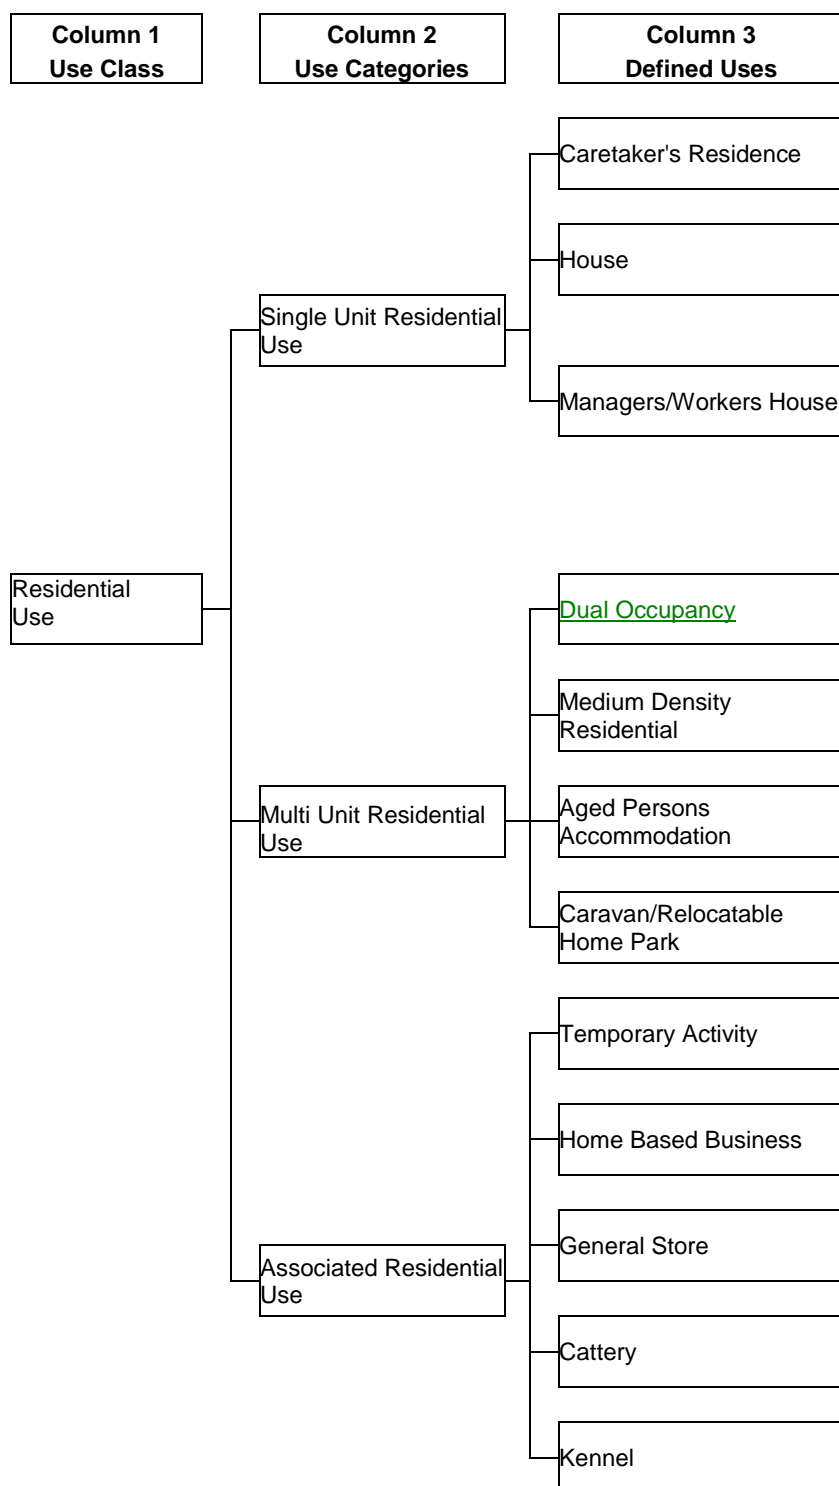 Column 1
Use Class
Column 2
Use Categories
Column 3
Defined Uses
Caretaker's Residence
House
Single Unit Residential
Use
Managers/Workers House
Residential
Use
Dual Occupancy
Medium Density
Residential
Multi Unit Residential
Use
Aged Persons
Accommodation
Caravan/Relocatable
Home Park
Temporary Activity
Home Based Business
General Store
Associated Residential
Use
Cattery
Kennel